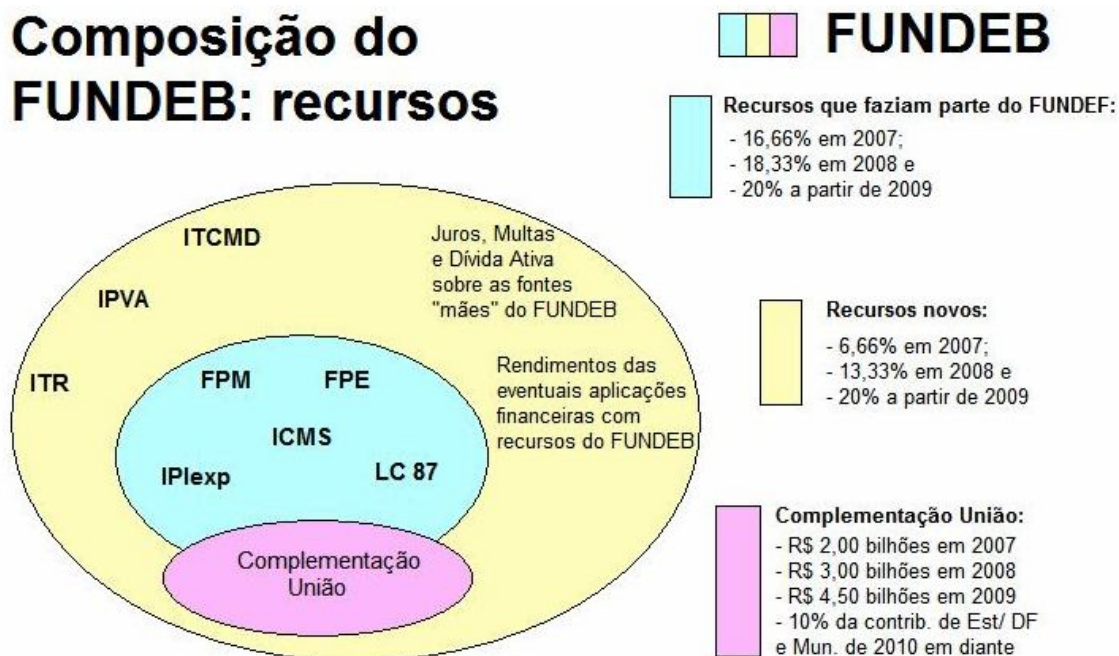 Composição do
FUNDEB: recursos
FUNDEB
Recursos que faziam parte do FUNDEF:
- 16,66% em 2007;
- 18,33% em 2008 e
- 20% a partir de 2009
ITCMD
IPVA
ITR
Juros, Multas
e Dívida Ativa
sobre as fontes
"mães" do FUNDEB
Rendimentos das
eventuais aplicações
financeiras com
recursos do FUNDEB
FPM
FPE
ICMS
IPIexp
LC 87
Complementação
União
Recursos novos:
- 6,66% em 2007;
- 13,33% em 2008 e
- 20% a partir de 2009
Complementação União:
- R$ 2,00 bilhões em 2007
- R$ 3,00 bilhões em 2008
- R$ 4,50 bilhões em 2009
- 10% da contrib. de Est/ DF
e Mun. de 2010 em diante